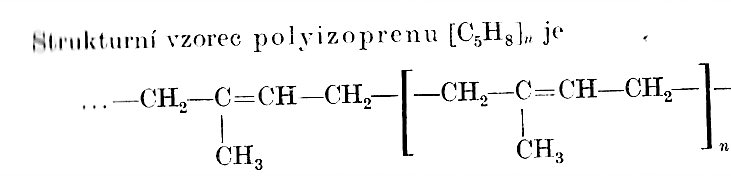 Strukturní vzorec polyizoprenu [C₅H₈]ₙ je
...—CH₂—C=CH—CH₂—[—CH₂—C=CH—CH₂—]ₙ—
CH₃ CH₃